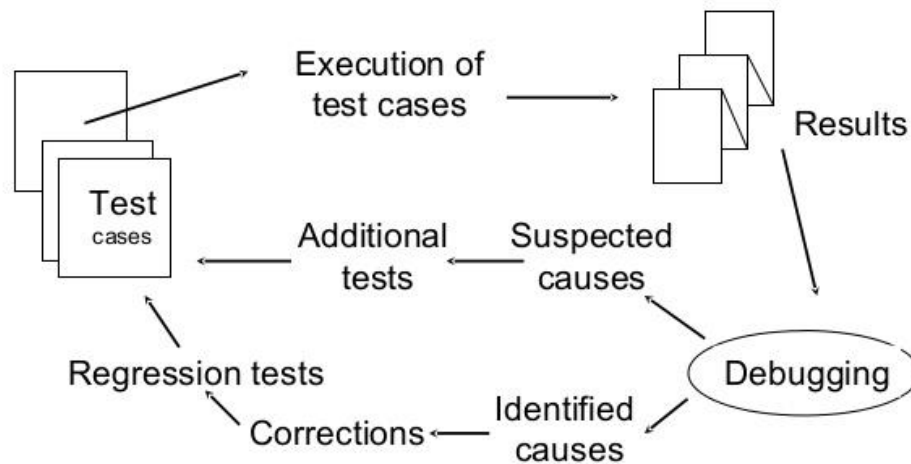 Execution of
test cases
Results
Test
cases
Additional
tests
Suspected
causes
Regression tests
Debugging
Corrections
Identified
causes